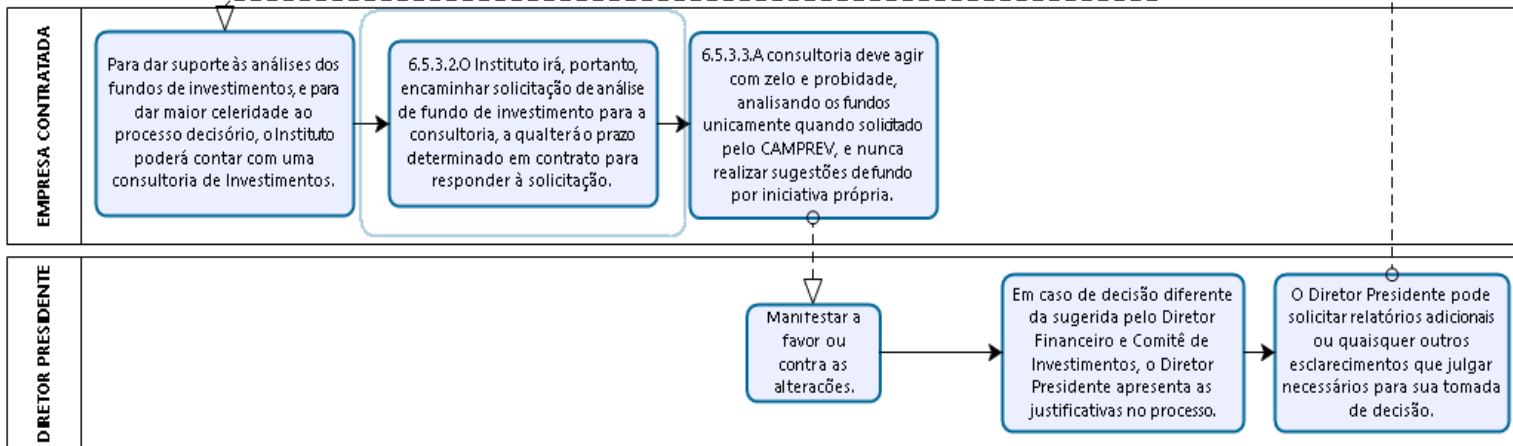 EMPRESA CONTRATADA
Para dar suporte às análises dos
fundos de investimentos, e para
dar maior celeridade ao
processo decisório, o Instituto
poderá contar com uma
consultoria de Investimentos.
6.5.3.2.O Instituto irá, portanto,
encaminhar solicitação de análise
de fundo de investimento para a
consultoria, a qual terá o prazo
determinado em contrato para
responder à solicitação.
6.5.3.3.A consultoria deve agir
com zelo e probidade,
analisando os fundos
unicamente quando solicitado
pelo CAMPREV, e nunca
realizar sugestões de fundo
por iniciativa própria.
DIRETOR PRESIDENTE
Manifestar a
favor ou
contra as
alterações.
Em caso de decisão diferente
da sugerida pelo Diretor
Financeiro e Comitê de
Investimentos, o Diretor
Presidente apresenta as
justificativas no processo.
O Diretor Presidente pode
solicitar relatórios adicionais
ou quaisquer outros
esclarecimentos que julgar
necessários para sua tomada
de decisão.